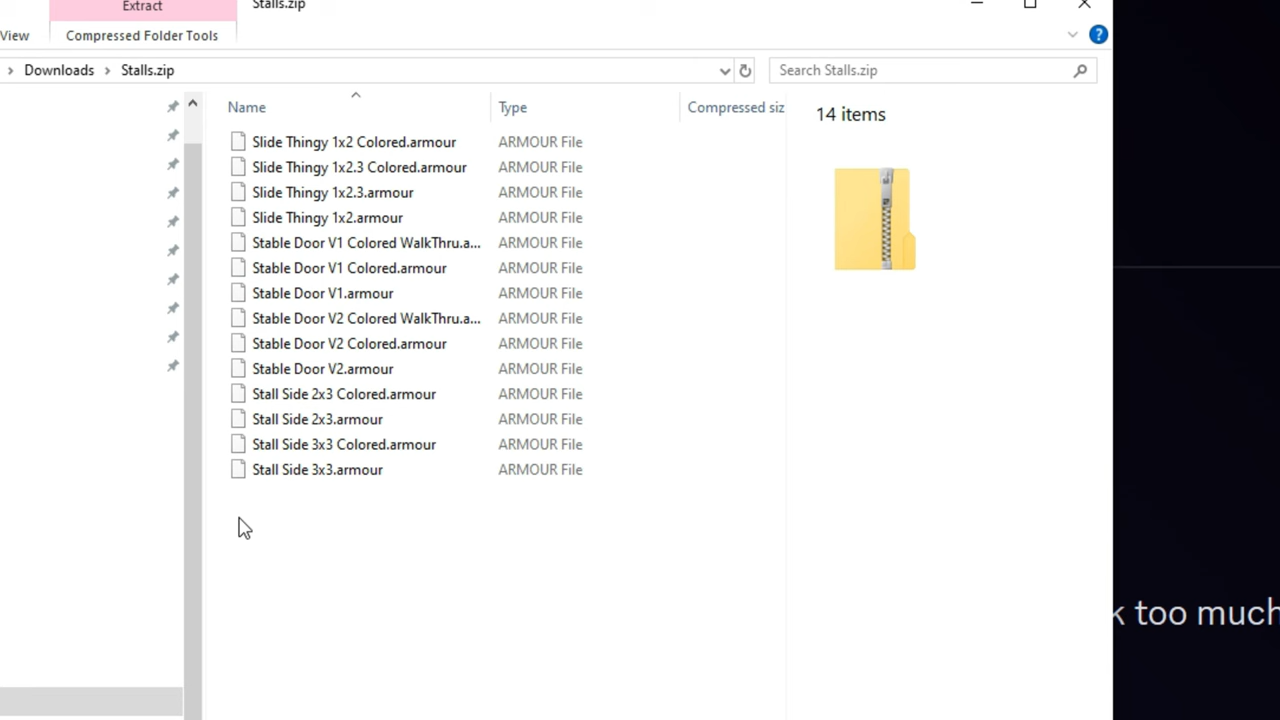 Extract
Stalls.zip
View
Compressed Folder Tools
Downloads
Stalls.zip
Search Stalls.zip
Name
Type
Compressed siz
14 items
Slide Thingy 1x2 Colored.armour ARMOUR File
Slide Thingy 1x2.3 Colored.armour ARMOUR File
Slide Thingy 1x2.3.armour ARMOUR File
Slide Thingy 1x2.armour ARMOUR File
Stable Door V1 Colored WalkThru.a... ARMOUR File
Stable Door V1 Colored.armour ARMOUR File
Stable Door V1.armour ARMOUR File
Stable Door V2 Colored WalkThru.a... ARMOUR File
Stable Door V2 Colored.armour ARMOUR File
Stable Door V2.armour ARMOUR File
Stall Side 2x3 Colored.armour ARMOUR File
Stall Side 2x3.armour ARMOUR File
Stall Side 3x3 Colored.armour ARMOUR File
Stall Side 3x3.armour ARMOUR File
k too much